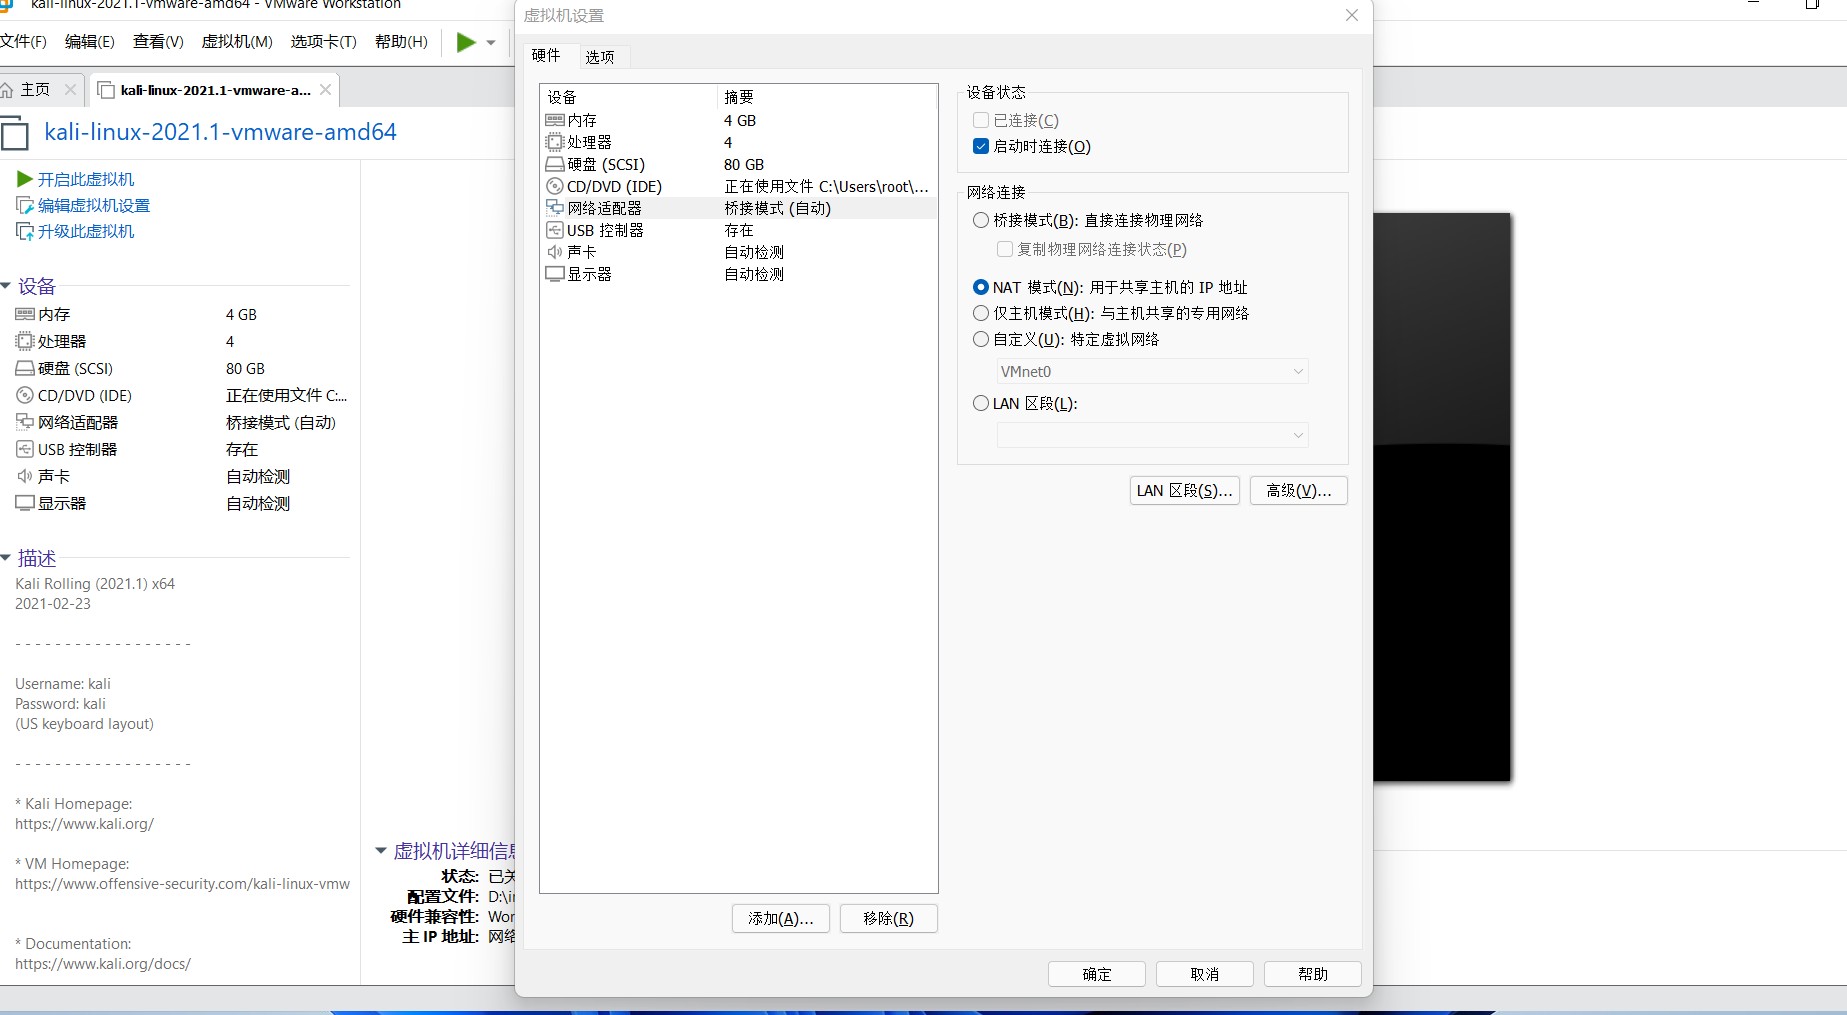 kali-linux-2021.1-vmware-amd64 - VMware Workstation
文件(F) 编辑(E) 查看(V) 虚拟机(M) 选项卡(T) 帮助(H)
主页 kali-linux-2021.1-vmware-a...
kali-linux-2021.1-vmware-amd64
开启此虚拟机
编辑虚拟机设置
升级此虚拟机
设备
内存 4 GB
处理器 4
硬盘 (SCSI) 80 GB
CD/DVD (IDE) 正在使用文件 C:...
网络适配器 桥接模式 (自动)
USB 控制器 存在
声卡 自动检测
显示器 自动检测
描述
Kali Rolling (2021.1) x64
2021-02-23
- - - - - - - - - - - - - - - - - -
Username: kali
Password: kali
(US keyboard layout)
- - - - - - - - - - - - - - - - - -
* Kali Homepage:
https://www.kali.org/
* VM Homepage:
https://www.offensive-security.com/kali-linux-vmw
* Documentation:
https://www.kali.org/docs/
虚拟机详细信息
状态: 已关
配置文件: D:\i
硬件兼容性: Wor
主 IP 地址: 网络
虚拟机设置
硬件 选项
设备 摘要
内存 4 GB
处理器 4
硬盘 (SCSI) 80 GB
CD/DVD (IDE) 正在使用文件 C:\Users\root\...
网络适配器 桥接模式 (自动)
USB 控制器 存在
声卡 自动检测
显示器 自动检测
添加(A)... 移除(R)
设备状态
已连接(C)
启动时连接(O)
网络连接
桥接模式(B): 直接连接物理网络
复制物理网络连接状态(P)
NAT 模式(N): 用于共享主机的 IP 地址
仅主机模式(H): 与主机共享的专用网络
自定义(U): 特定虚拟网络
VMnet0
LAN 区段(L):
LAN 区段(S)... 高级(V)...
确定 取消 帮助